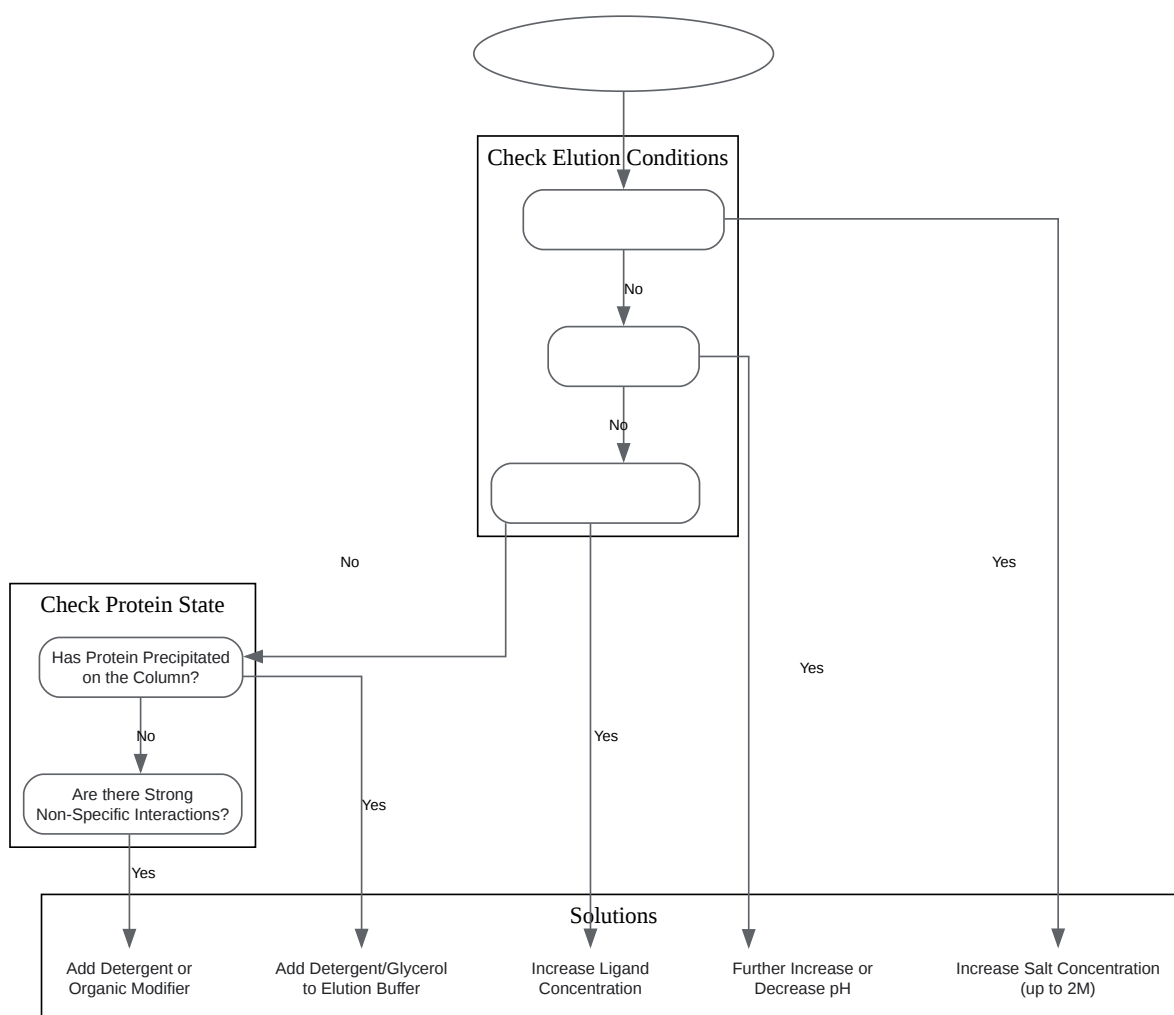 Check Elution Conditions
No
No
No
Yes
Check Protein State
Has Protein Precipitated
on the Column?
Yes
No
Yes
Are there Strong
Non-Specific Interactions?
Yes
Yes
Solutions
Add Detergent or
Organic Modifier
Add Detergent/Glycerol
to Elution Buffer
Increase Ligand
Concentration
Further Increase or
Decrease pH
Increase Salt Concentration
(up to 2M)